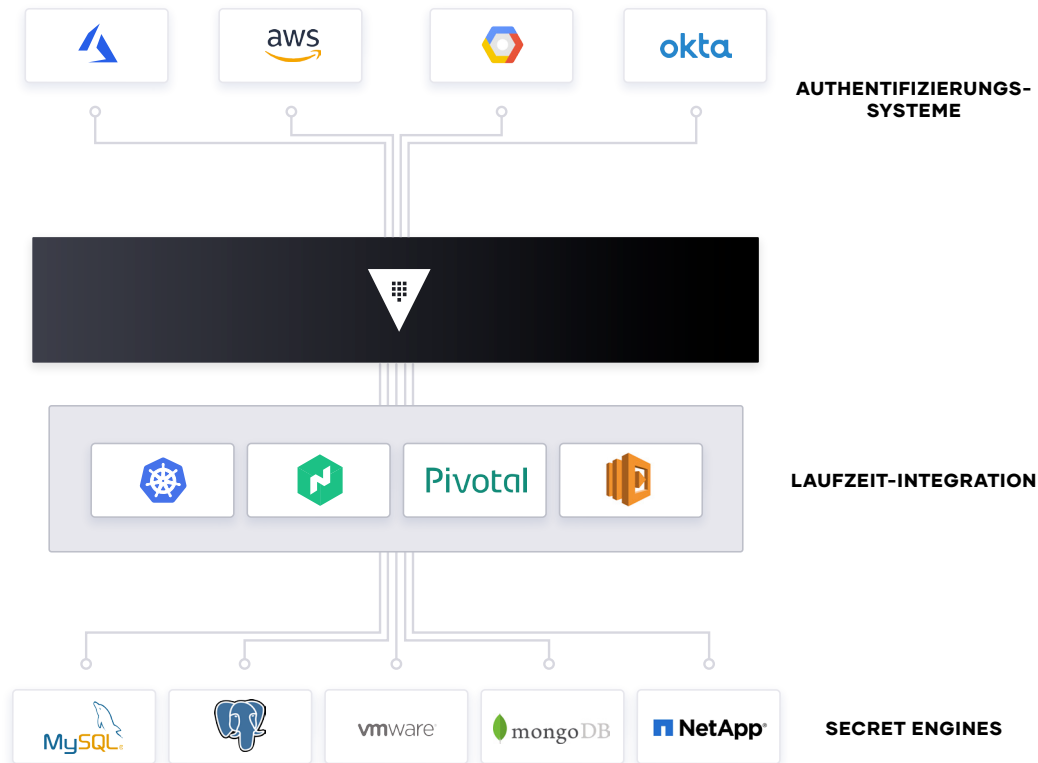 aws
okta
AUTHENTIFIZIERUNGS-
SYSTEME
Pivotal
LAUFZEIT-INTEGRATION
MySQL
vmware
mongoDB
NetApp
SECRET ENGINES